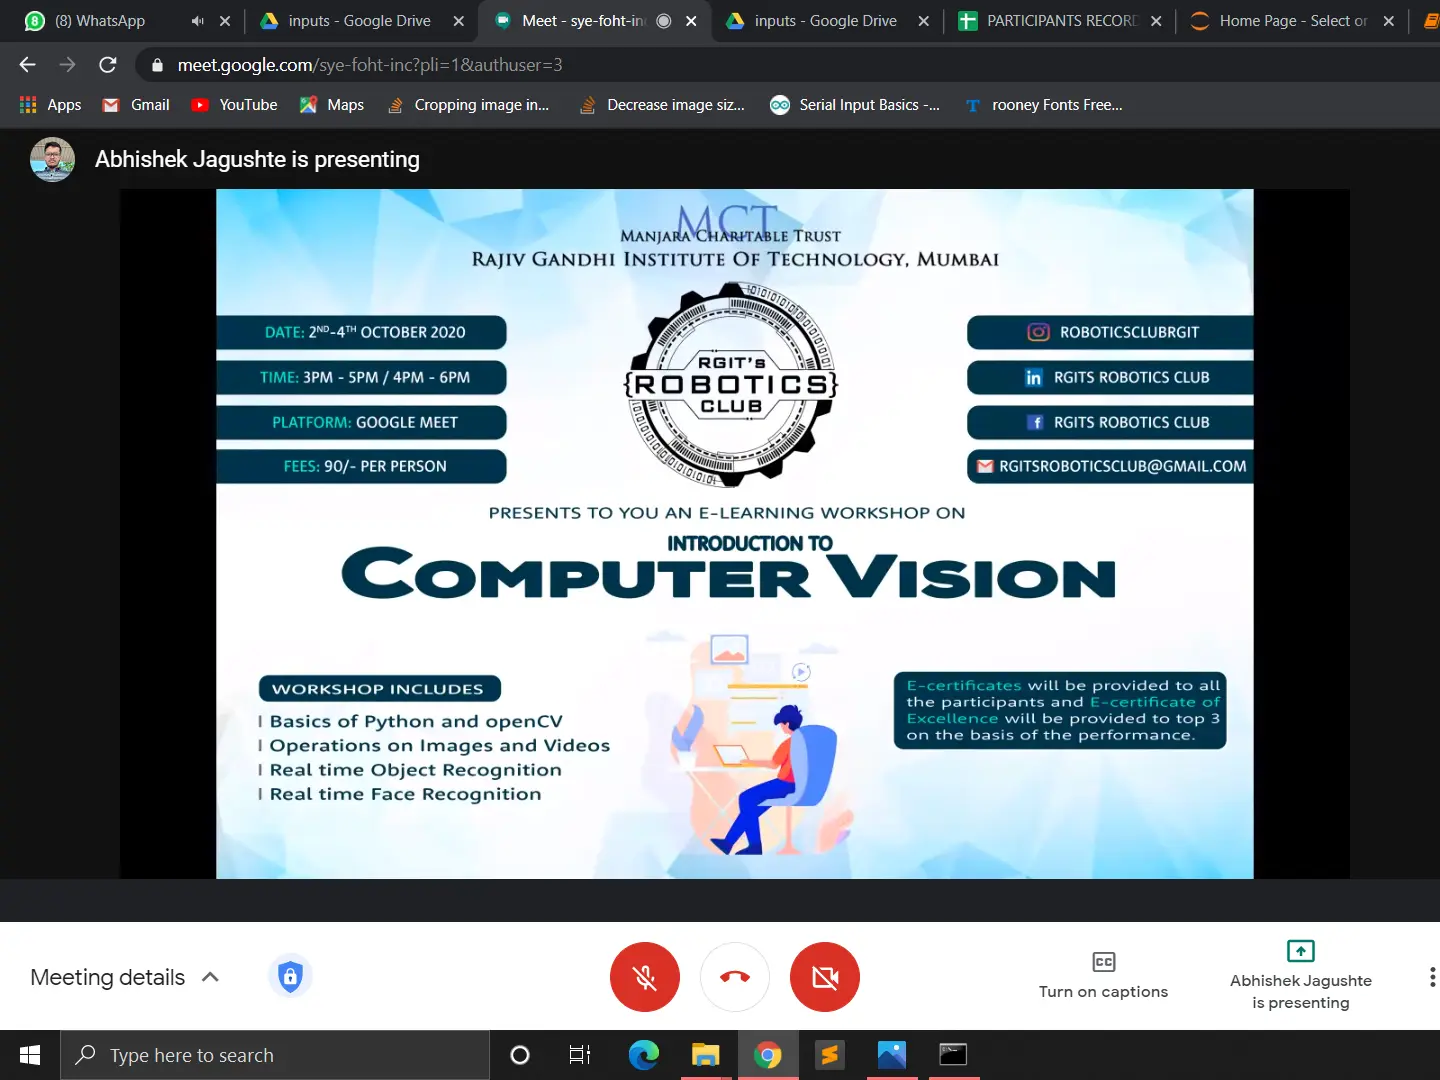 (8) WhatsApp
inputs - Google Drive
Meet - sye-foht-in
inputs - Google Drive
PARTICIPANTS RECORD
Home Page - Select or
meet.google.com/sye-foht-inc?pli=1&authuser=3
Apps
Gmail
YouTube
Maps
Cropping image in...
Decrease image siz...
Serial Input Basics -...
rooney Fonts Free...
Abhishek Jagushte is presenting
MCT
MANJARA CHARITABLE TRUST
RAJIV GANDHI INSTITUTE OF TECHNOLOGY, MUMBAI
DATE: 2ND-4TH OCTOBER 2020
TIME: 3PM - 5PM / 4PM - 6PM
PLATFORM: GOOGLE MEET
FEES: 90/- PER PERSON
RGIT's
{ROBOTICS}
CLUB
ROBOTICSCLUBRGIT
RGITS ROBOTICS CLUB
RGITS ROBOTICS CLUB
RGITSROBOTICSCLUB@GMAIL.COM
PRESENTS TO YOU AN E-LEARNING WORKSHOP ON
INTRODUCTION TO
COMPUTER VISION
WORKSHOP INCLUDES
| Basics of Python and openCV
| Operations on Images and Videos
| Real time Object Recognition
| Real time Face Recognition
E-certificates will be provided to all
the participants and E-certificate of
Excellence will be provided to top 3
on the basis of the performance.
Meeting details
CC
Turn on captions
Abhishek Jagushte
is presenting
Type here to search